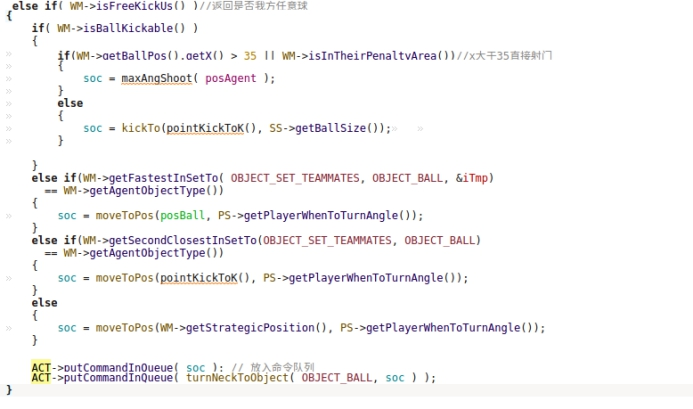 else if( WM->isFreeKickUs() )//返回是否我方任意球
{
if( WM->isBallKickable() )
{
if(WM->getBallPos().getX() > 35 || WM->isInTheirPenaltyArea())//x大于35直接射门
{
soc = maxAngShoot( posAgent );
}
else
{
soc = kickTo(pointKickToK(), SS->getBallSize());
}
}
else if(WM->getFastestInSetTo( OBJECT_SET_TEAMMATES, OBJECT_BALL, &iTmp)
== WM->getAgentObjectType())
{
soc = moveToPos(posBall, PS->getPlayerWhenToTurnAngle());
}
else if(WM->getSecondClosestInSetTo(OBJECT_SET_TEAMMATES, OBJECT_BALL)
== WM->getAgentObjectType())
{
soc = moveToPos(pointKickToK(), PS->getPlayerWhenToTurnAngle());
}
else
{
soc = moveToPos(WM->getStrategicPosition(), PS->getPlayerWhenToTurnAngle());
}
ACT->putCommandInQueue( soc ); // 放入命令队列
ACT->putCommandInQueue( turnNeckToObject( OBJECT_BALL, soc ) );
}